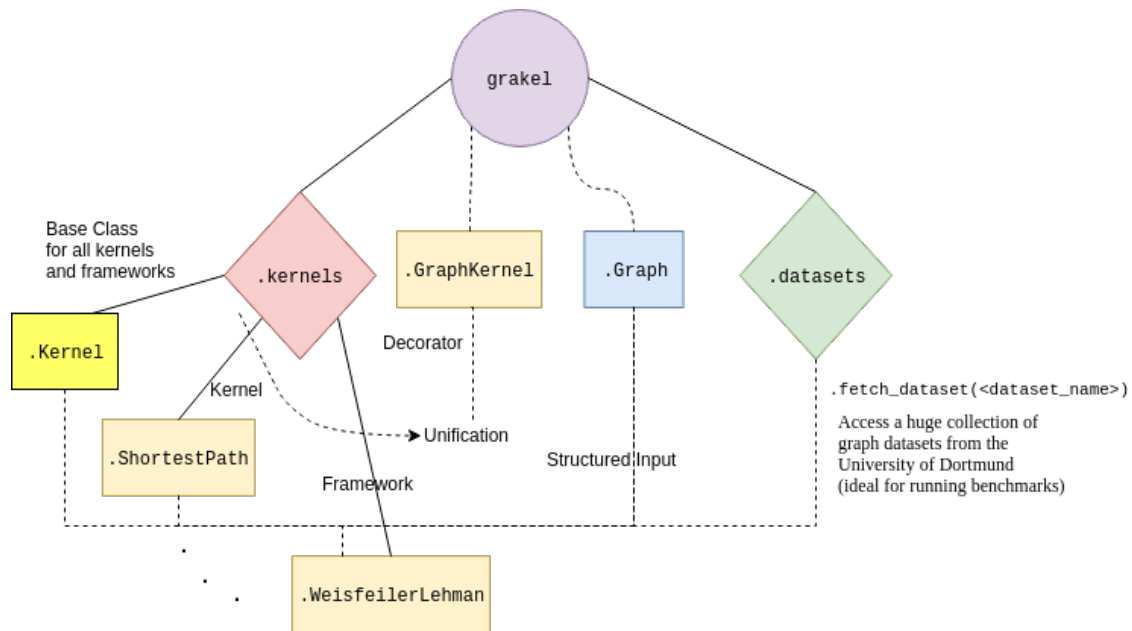 grakel
Base Class
for all kernels
and frameworks
.kernels
.GraphKernel
.Graph
.datasets
.Kernel
Decorator
Kernel
.fetch_dataset(<dataset_name>)
Unification
Access a huge collection of
graph datasets from the
University of Dortmund
(ideal for running benchmarks)
.ShortestPath
Structured Input
Framework
.WeisfeilerLehman